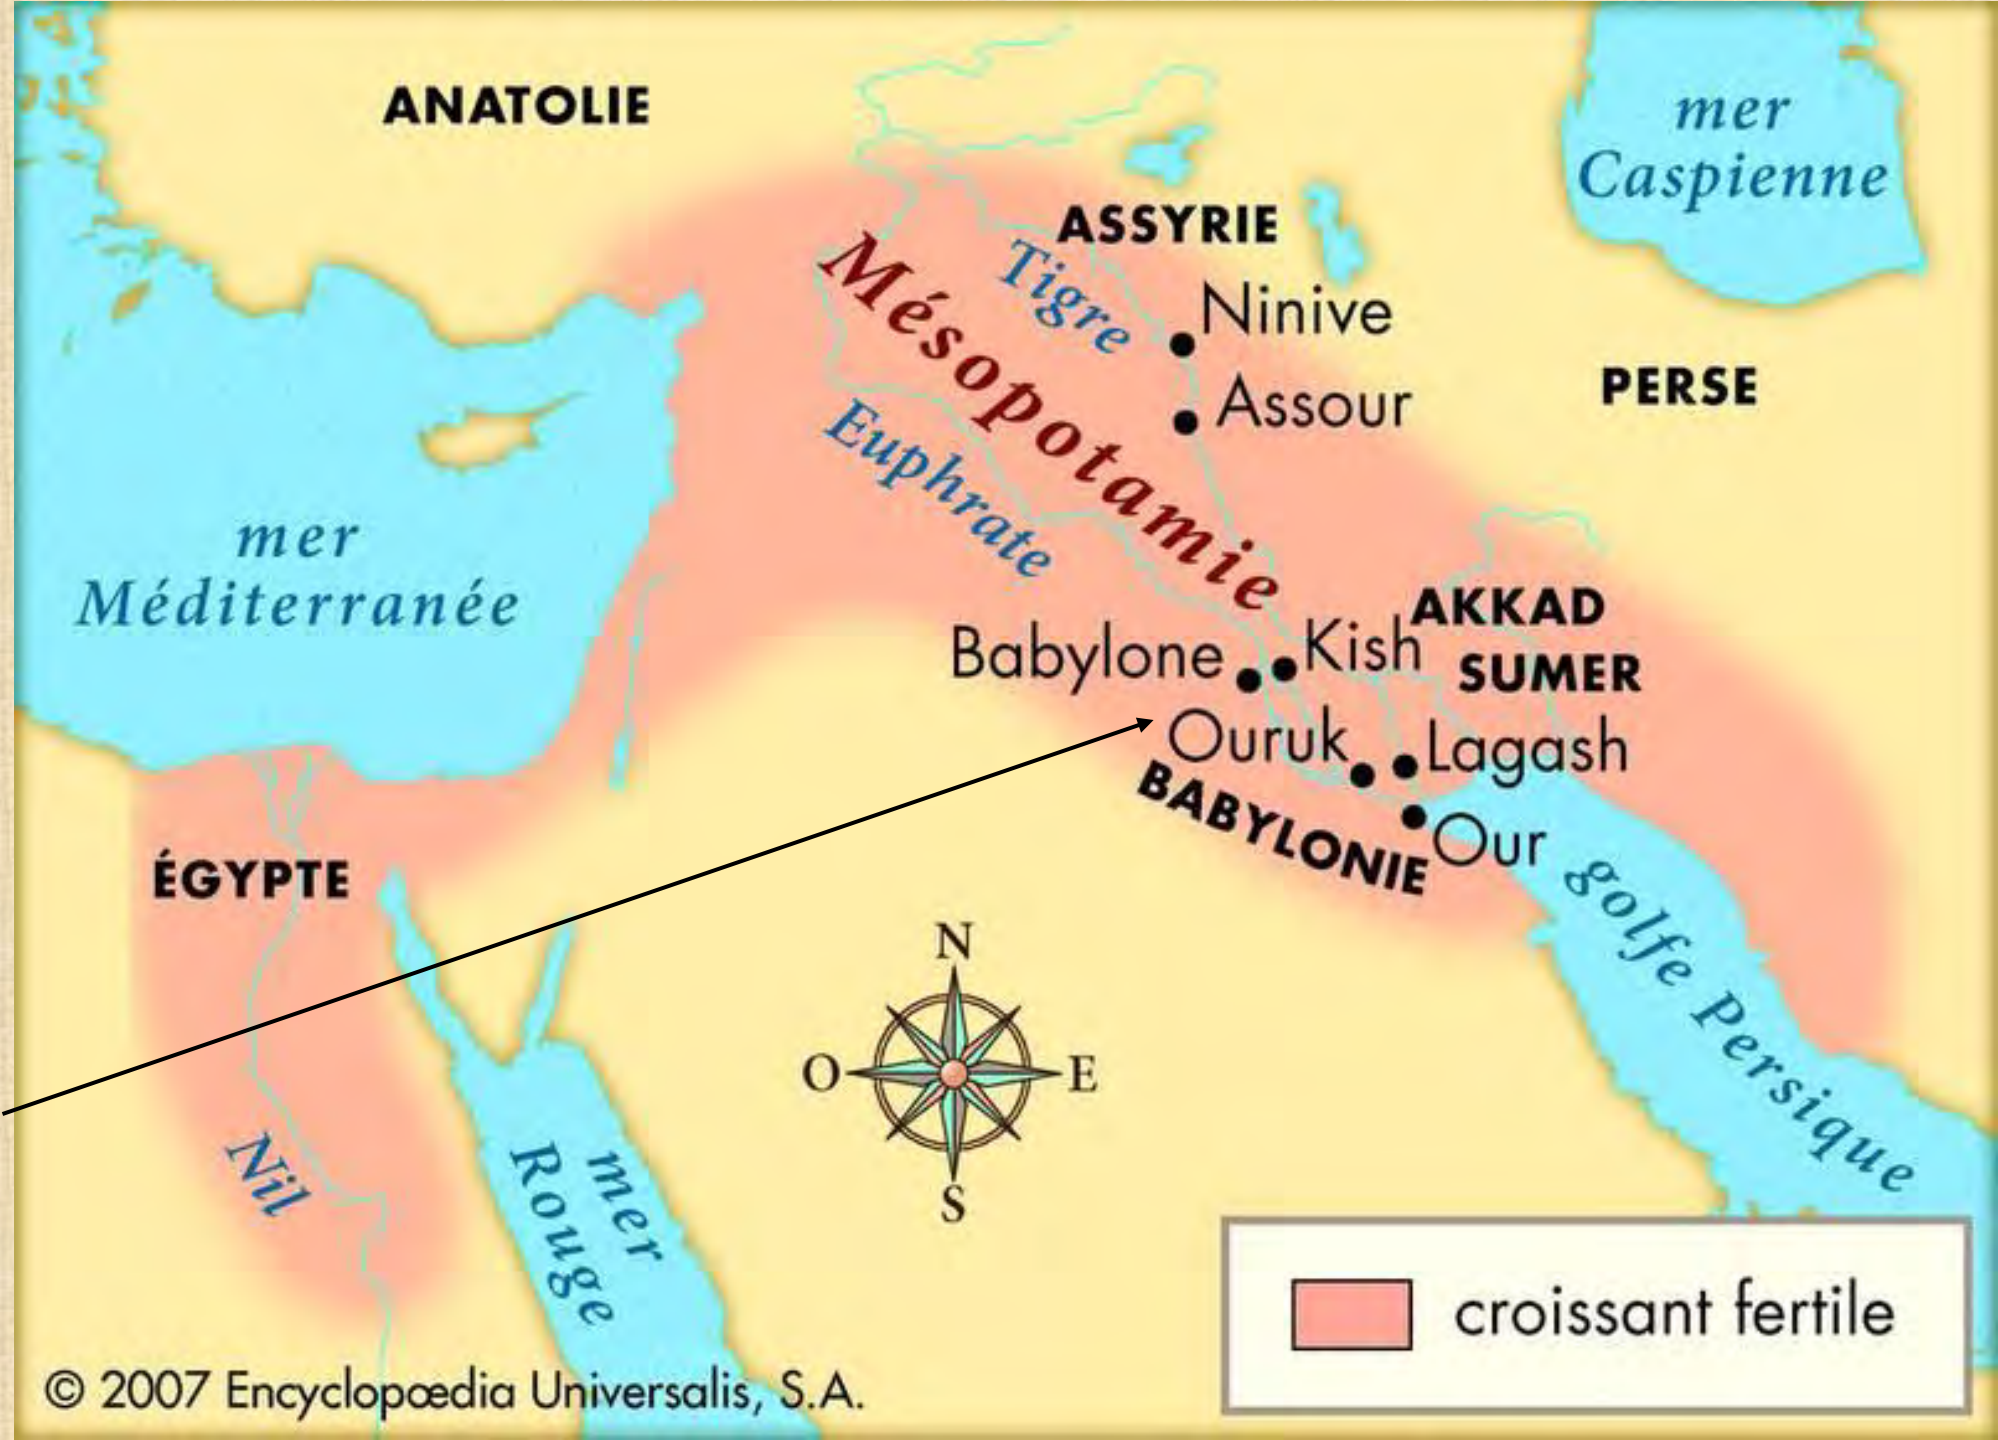 ANATOLIE
mer
Caspienne
ASSYRIE
Tigre
Mésopotamie
Ninive
Assour
PERSE
Euphrate
mer
Méditerranée
AKKAD
Babylone
Kish
SUMER
Ouruk
Lagash
BABYLONIE
Our
ÉGYPTE
golfe Persique
N
O
E
S
Nil
mer
Rouge
croissant fertile
© 2007 Encyclopœdia Universalis, S.A.